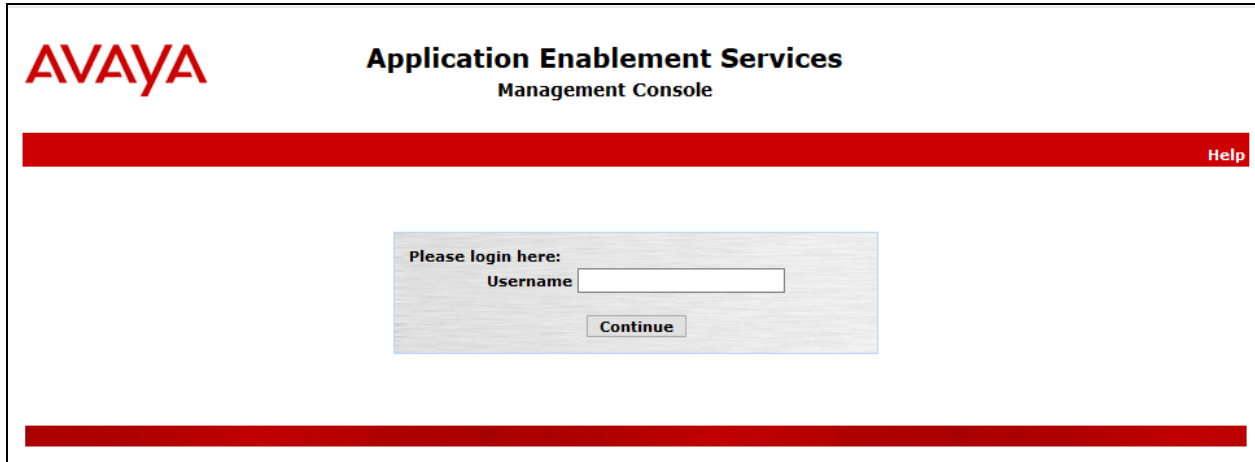 AVAYA
Application Enablement Services
Management Console
Help
Please login here:
Username
Continue